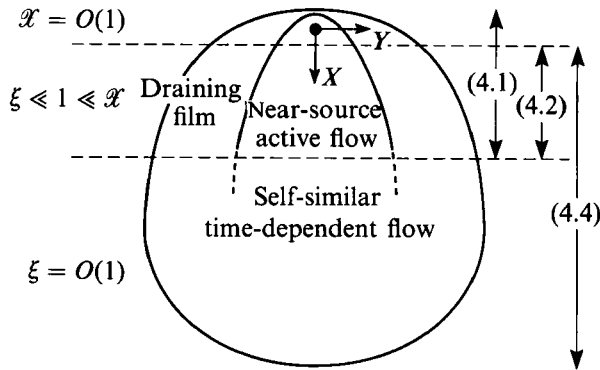 𝒳 = O(1)
Y
X
ξ ≪ 1 ≪ 𝒳
Draining
film
Near-source
active flow
(4.1)
(4.2)
Self-similar
time-dependent flow
(4.4)
ξ = O(1)